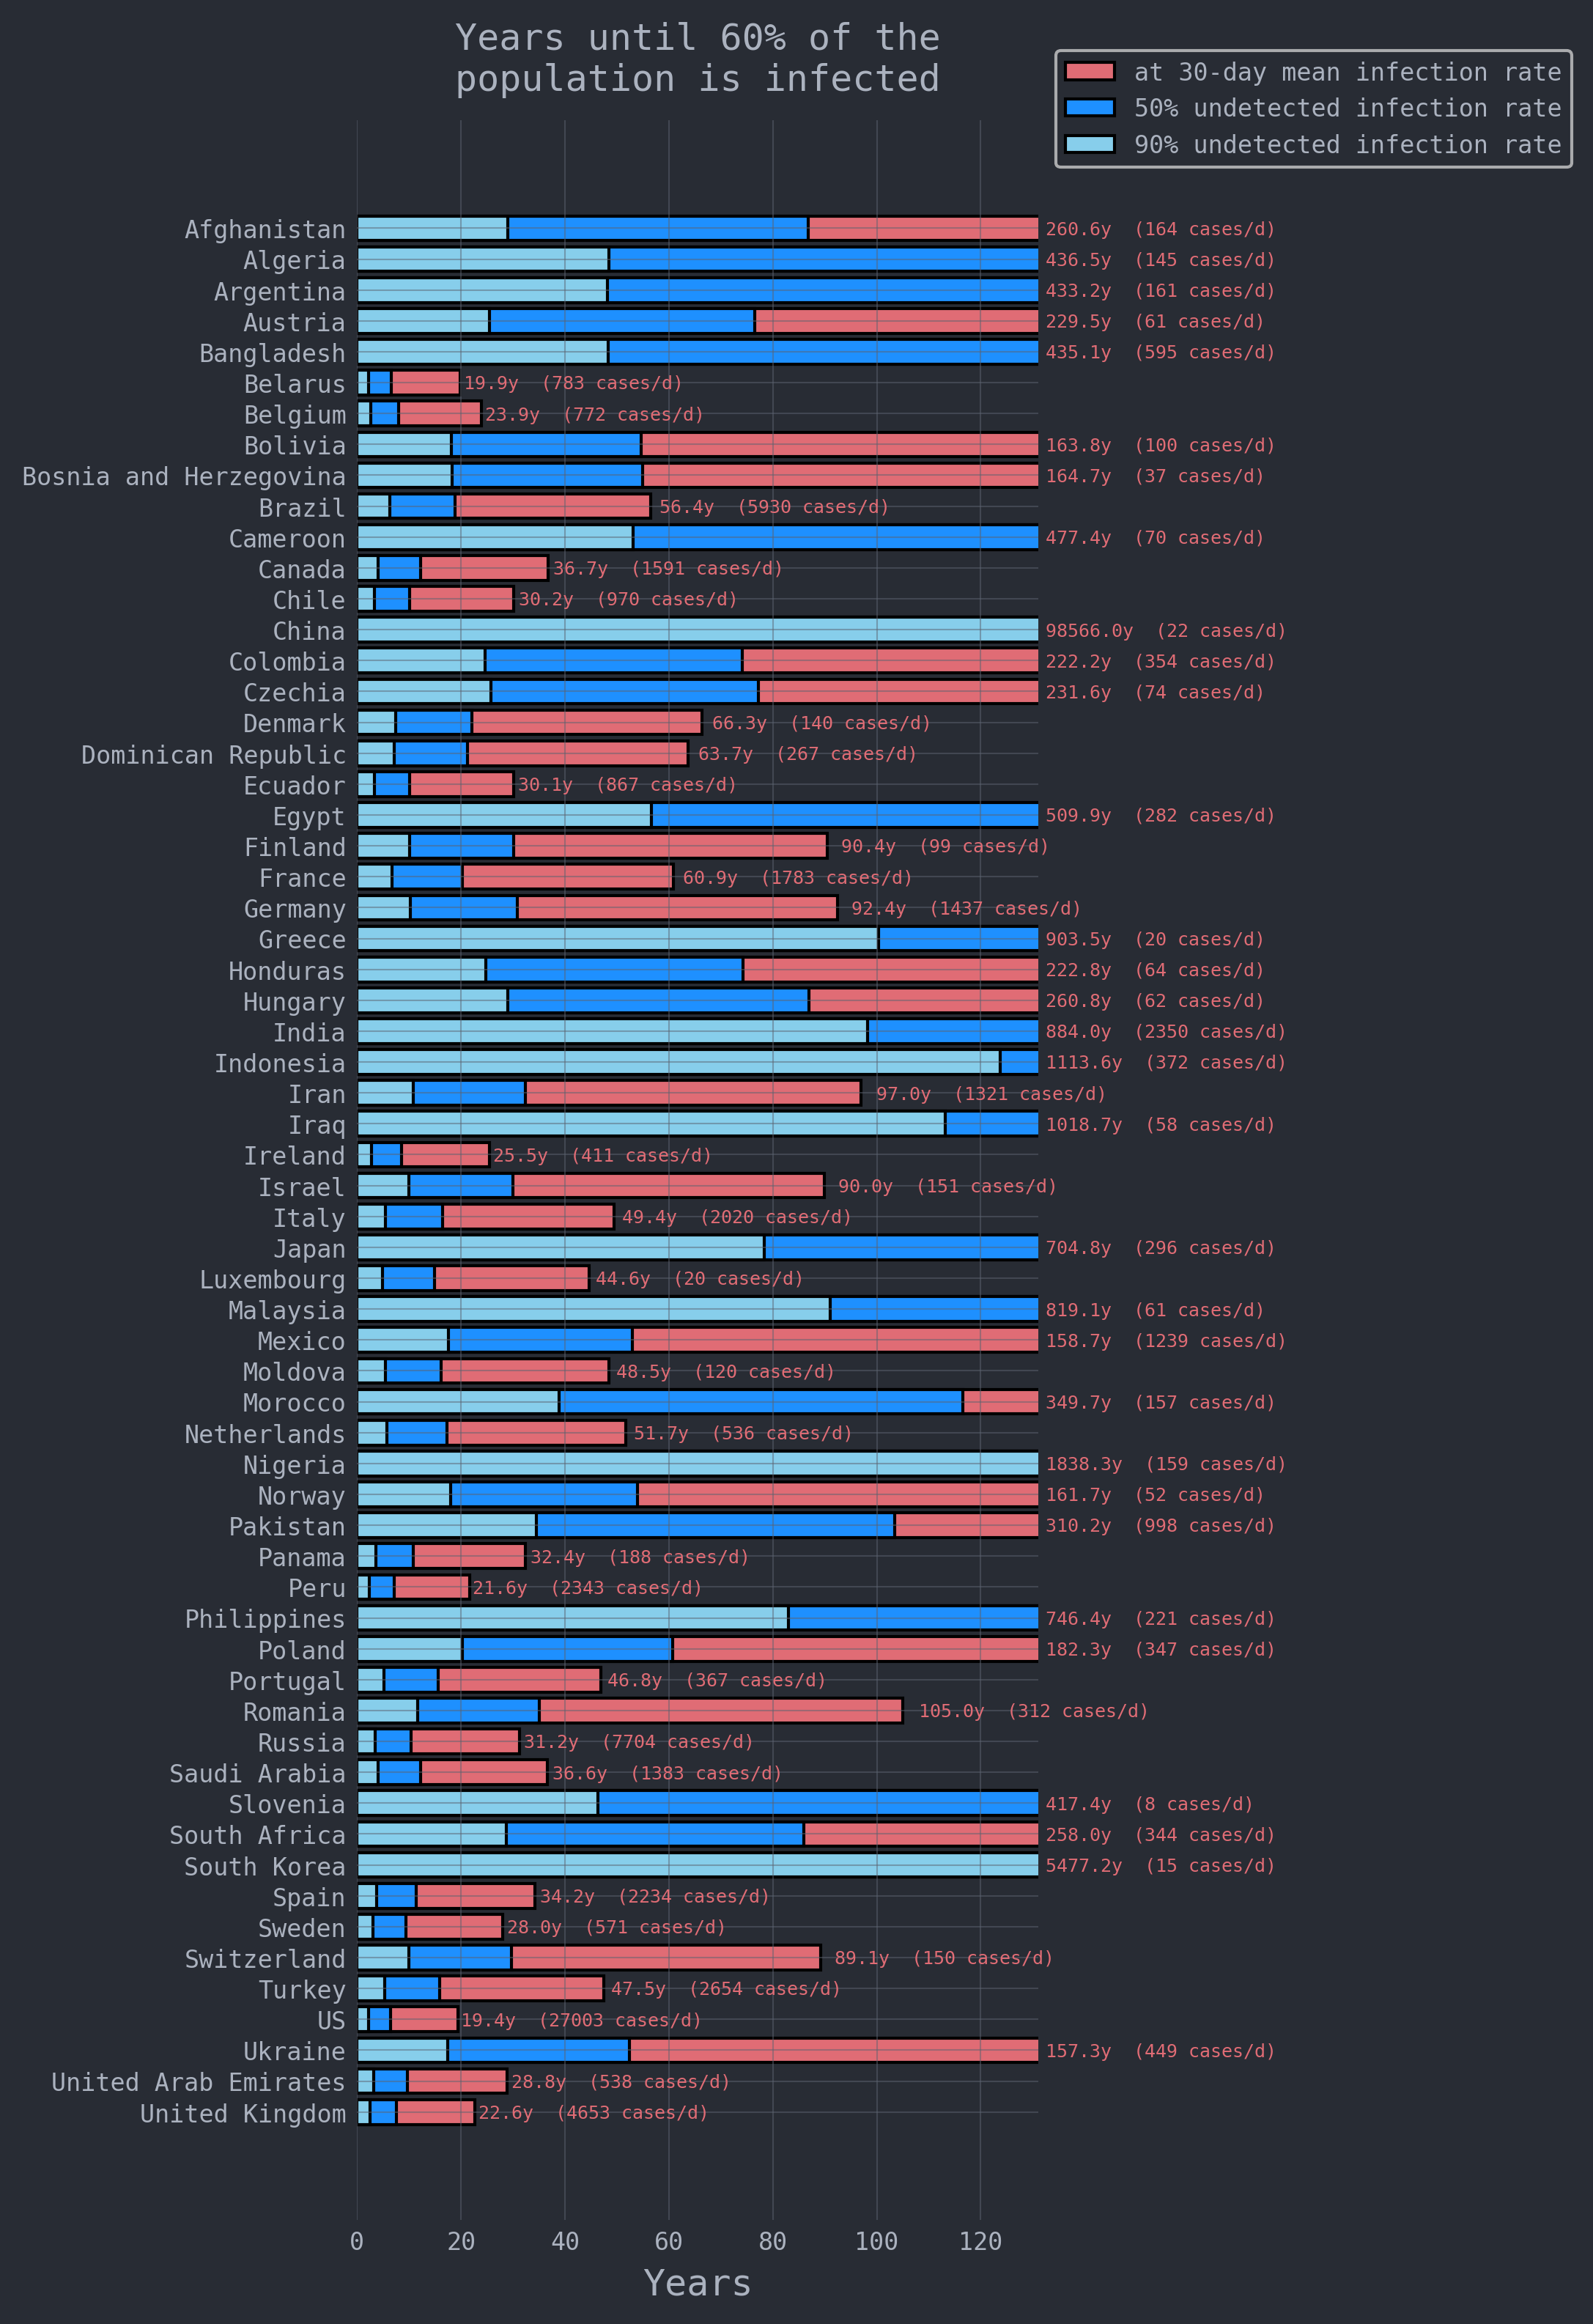 Years until 60% of the
population is infected
at 30-day mean infection rate
50% undetected infection rate
90% undetected infection rate
Afghanistan 260.6y (164 cases/d)
Algeria 436.5y (145 cases/d)
Argentina 433.2y (161 cases/d)
Austria 229.5y (61 cases/d)
Bangladesh 435.1y (595 cases/d)
Belarus 19.9y (783 cases/d)
Belgium 23.9y (772 cases/d)
Bolivia 163.8y (100 cases/d)
Bosnia and Herzegovina 164.7y (37 cases/d)
Brazil 56.4y (5930 cases/d)
Cameroon 477.4y (70 cases/d)
Canada 36.7y (1591 cases/d)
Chile 30.2y (970 cases/d)
China 98566.0y (22 cases/d)
Colombia 222.2y (354 cases/d)
Czechia 231.6y (74 cases/d)
Denmark 66.3y (140 cases/d)
Dominican Republic 63.7y (267 cases/d)
Ecuador 30.1y (867 cases/d)
Egypt 509.9y (282 cases/d)
Finland 90.4y (99 cases/d)
France 60.9y (1783 cases/d)
Germany 92.4y (1437 cases/d)
Greece 903.5y (20 cases/d)
Honduras 222.8y (64 cases/d)
Hungary 260.8y (62 cases/d)
India 884.0y (2350 cases/d)
Indonesia 1113.6y (372 cases/d)
Iran 97.0y (1321 cases/d)
Iraq 1018.7y (58 cases/d)
Ireland 25.5y (411 cases/d)
Israel 90.0y (151 cases/d)
Italy 49.4y (2020 cases/d)
Japan 704.8y (296 cases/d)
Luxembourg 44.6y (20 cases/d)
Malaysia 819.1y (61 cases/d)
Mexico 158.7y (1239 cases/d)
Moldova 48.5y (120 cases/d)
Morocco 349.7y (157 cases/d)
Netherlands 51.7y (536 cases/d)
Nigeria 1838.3y (159 cases/d)
Norway 161.7y (52 cases/d)
Pakistan 310.2y (998 cases/d)
Panama 32.4y (188 cases/d)
Peru 21.6y (2343 cases/d)
Philippines 746.4y (221 cases/d)
Poland 182.3y (347 cases/d)
Portugal 46.8y (367 cases/d)
Romania 105.0y (312 cases/d)
Russia 31.2y (7704 cases/d)
Saudi Arabia 36.6y (1383 cases/d)
Slovenia 417.4y (8 cases/d)
South Africa 258.0y (344 cases/d)
South Korea 5477.2y (15 cases/d)
Spain 34.2y (2234 cases/d)
Sweden 28.0y (571 cases/d)
Switzerland 89.1y (150 cases/d)
Turkey 47.5y (2654 cases/d)
US 19.4y (27003 cases/d)
Ukraine 157.3y (449 cases/d)
United Arab Emirates 28.8y (538 cases/d)
United Kingdom 22.6y (4653 cases/d)
0 20 40 60 80 100 120
Years